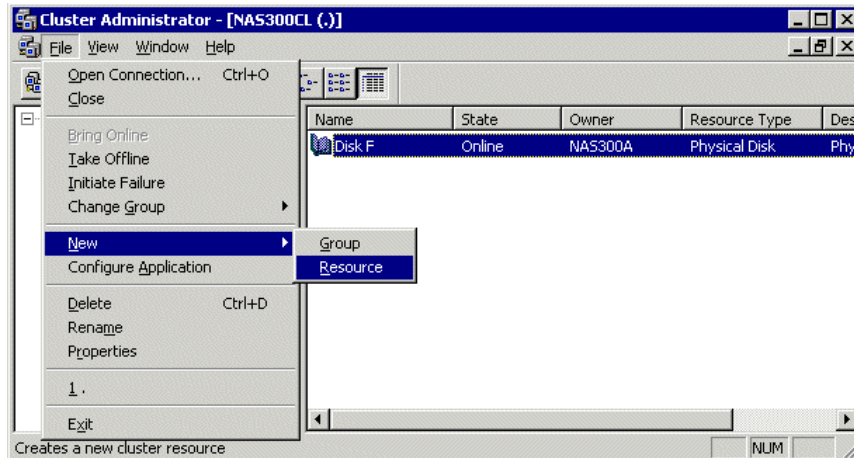 Cluster Administrator - [NAS300CL (.)]
File View Window Help
Open Connection... Ctrl+O
Close
Bring Online
Take Offline
Initiate Failure
Change Group
New
Configure Application
Delete Ctrl+D
Rename
Properties
1 .
Exit
Group
Resource
Name State Owner Resource Type Des
Disk F Online NAS300A Physical Disk Phy
Creates a new cluster resource
NUM